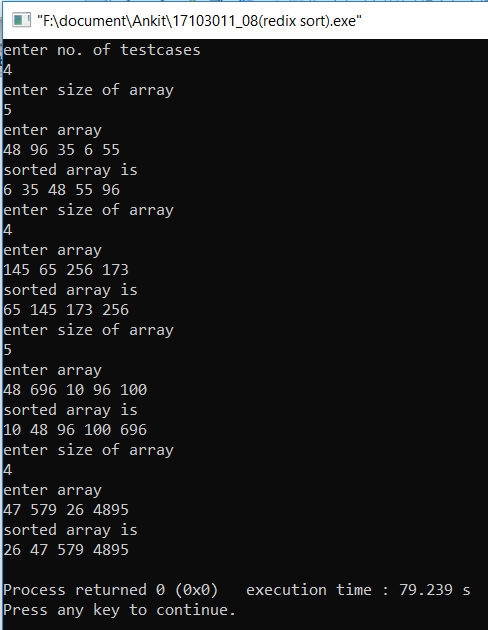 "F:\document\Ankit\17103011_08(redix sort).exe"
enter no. of testcases
4
enter size of array
5
enter array
48 96 35 6 55
sorted array is
6 35 48 55 96
enter size of array
4
enter array
145 65 256 173
sorted array is
65 145 173 256
enter size of array
5
enter array
48 696 10 96 100
sorted array is
10 48 96 100 696
enter size of array
4
enter array
47 579 26 4895
sorted array is
26 47 579 4895
Process returned 0 (0x0)   execution time : 79.239 s
Press any key to continue.